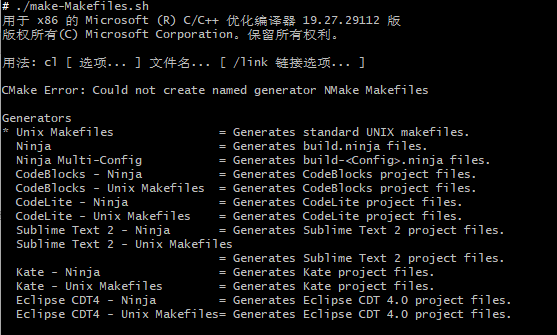 # ./make-Makefiles.sh
用于 x86 的 Microsoft (R) C/C++ 优化编译器 19.27.29112 版
版权所有(C) Microsoft Corporation。保留所有权利。
用法: cl [ 选项... ] 文件名... [ /link 链接选项... ]
CMake Error: Could not create named generator NMake Makefiles
Generators
* Unix Makefiles = Generates standard UNIX makefiles.
Ninja = Generates build.ninja files.
Ninja Multi-Config = Generates build-<Config>.ninja files.
CodeBlocks - Ninja = Generates CodeBlocks project files.
CodeBlocks - Unix Makefiles = Generates CodeBlocks project files.
CodeLite - Ninja = Generates CodeLite project files.
CodeLite - Unix Makefiles = Generates CodeLite project files.
Sublime Text 2 - Ninja = Generates Sublime Text 2 project files.
Sublime Text 2 - Unix Makefiles
= Generates Sublime Text 2 project files.
Kate - Ninja = Generates Kate project files.
Kate - Unix Makefiles = Generates Kate project files.
Eclipse CDT4 - Ninja = Generates Eclipse CDT 4.0 project files.
Eclipse CDT4 - Unix Makefiles= Generates Eclipse CDT 4.0 project files.